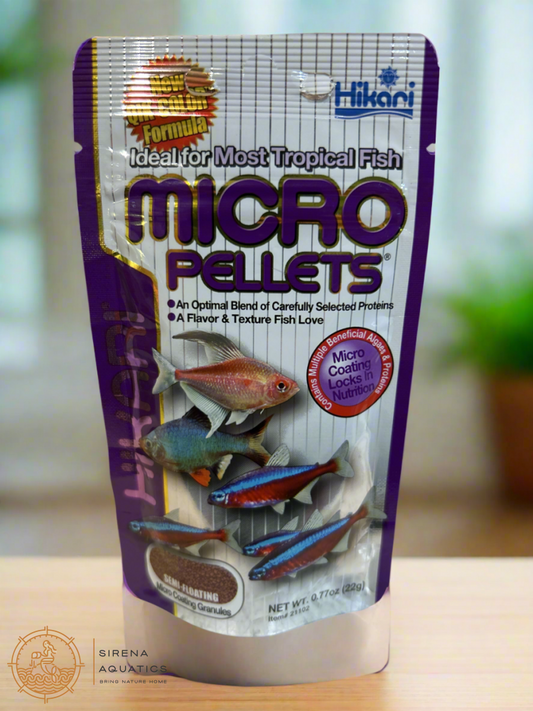 New
Hikari
Formula
Ideal for Most Tropical Fish
MICRO
PELLETS®
•An Optimal Blend of Carefully Selected Proteins
•A Flavor & Texture Fish Love
Contains Multiple Beneficial Algaes & Proteins
Micro
Coating
Locks In
Nutrition
HIKARI
SEMI-FLOATING
Micro Coating Granules
NET WT. 0.77oz (22g)
Item# 21102
SIRENA
AQUATICS
BRING NATURE HOME